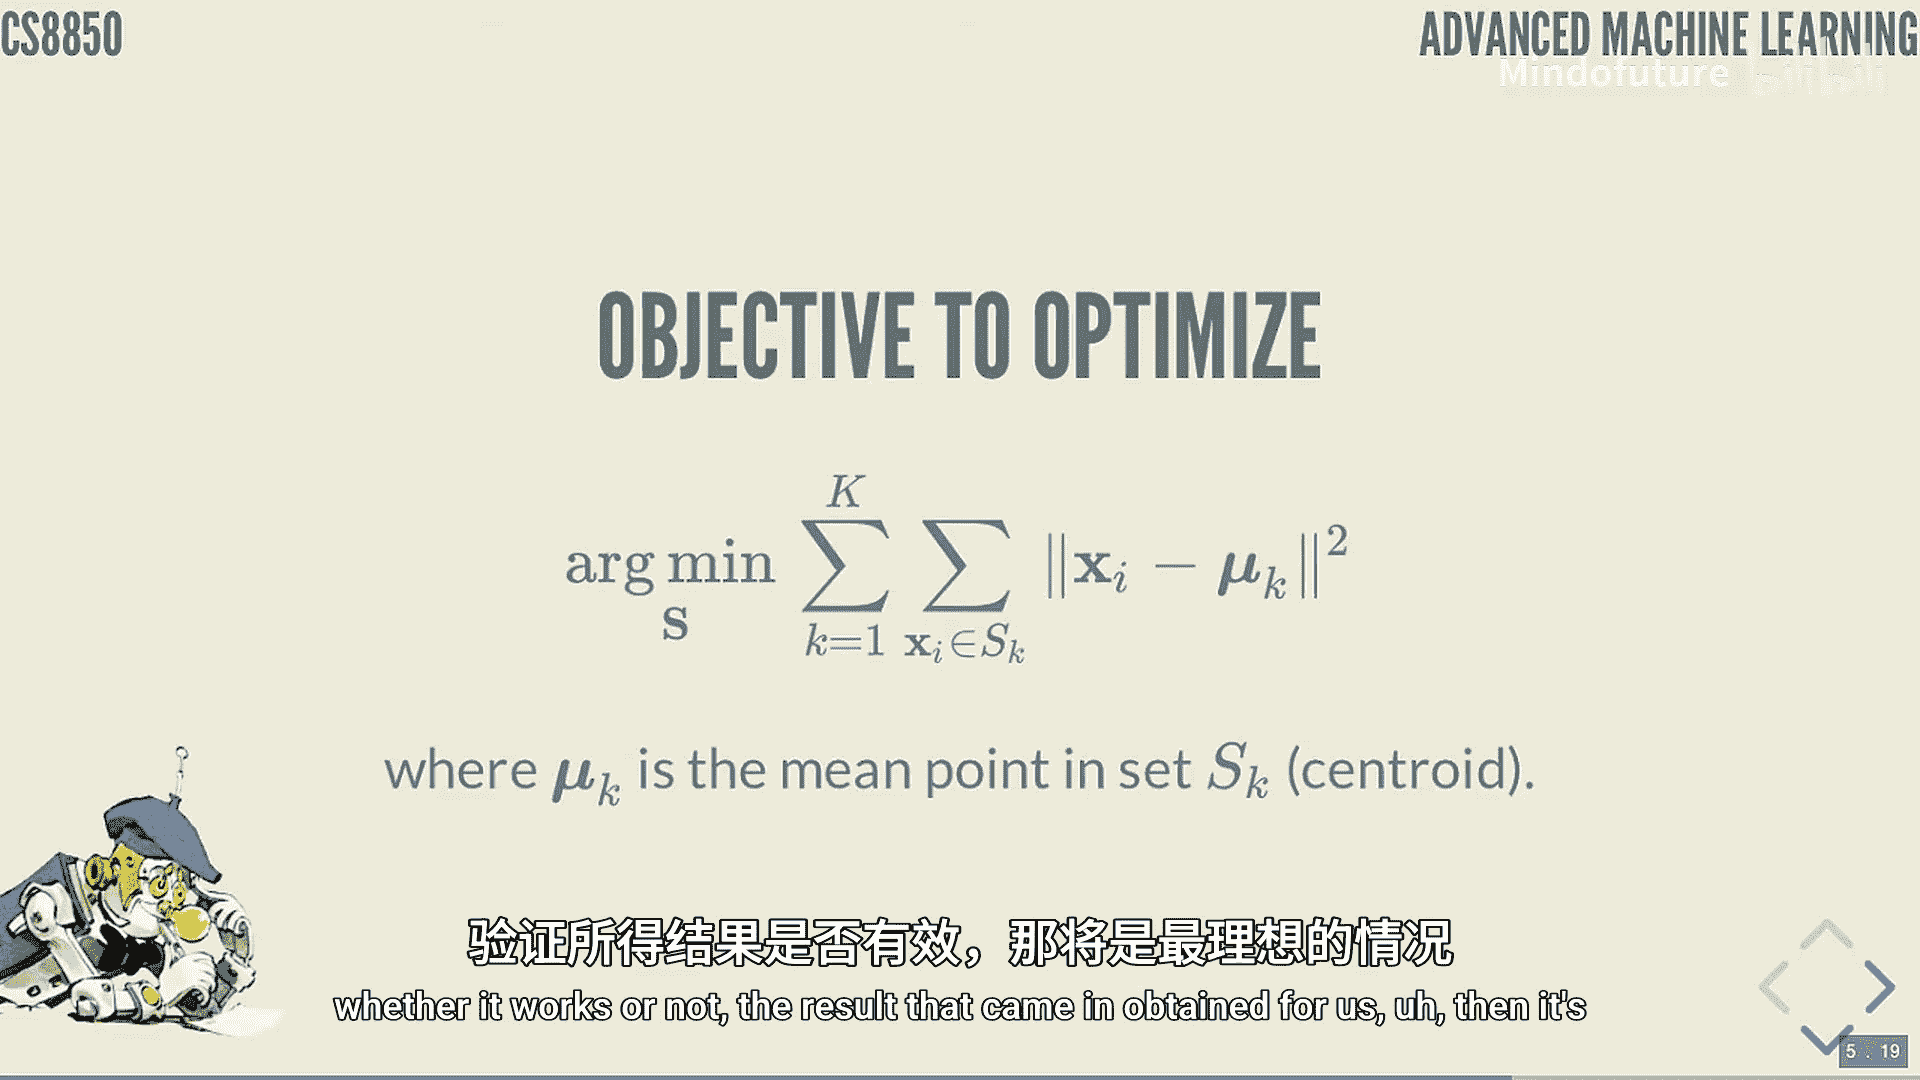 CS8850
ADVANCED MACHINE LEARNING
Mindofuture
OBJECTIVE TO OPTIMIZE
arg min_S \sum_{k=1}^{K} \sum_{x_i \in S_k} ‖x_i − μ_k‖²
where μ_k is the mean point in set S_k (centroid).
验证所得结果是否有效，那将是最理想的情况
whether it works or not, the result that came in obtained for us, uh, then it's
5 : 19